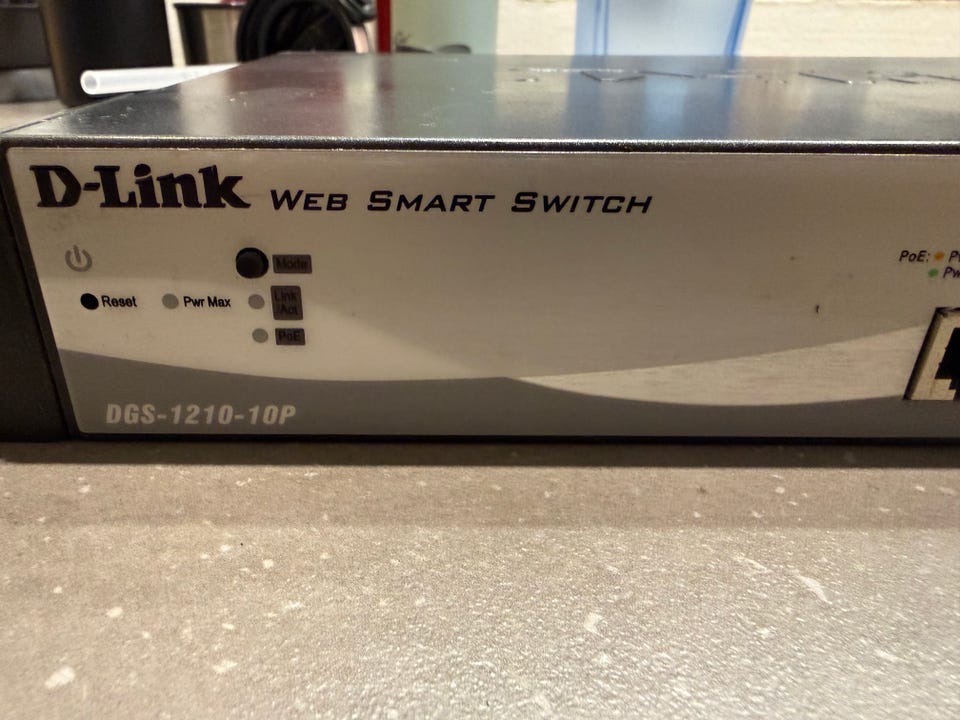 D-Link WEB SMART SWITCH
Mode
PoE:
Reset
Pwr Max
Link
/Act
PoE
DGS-1210-10P